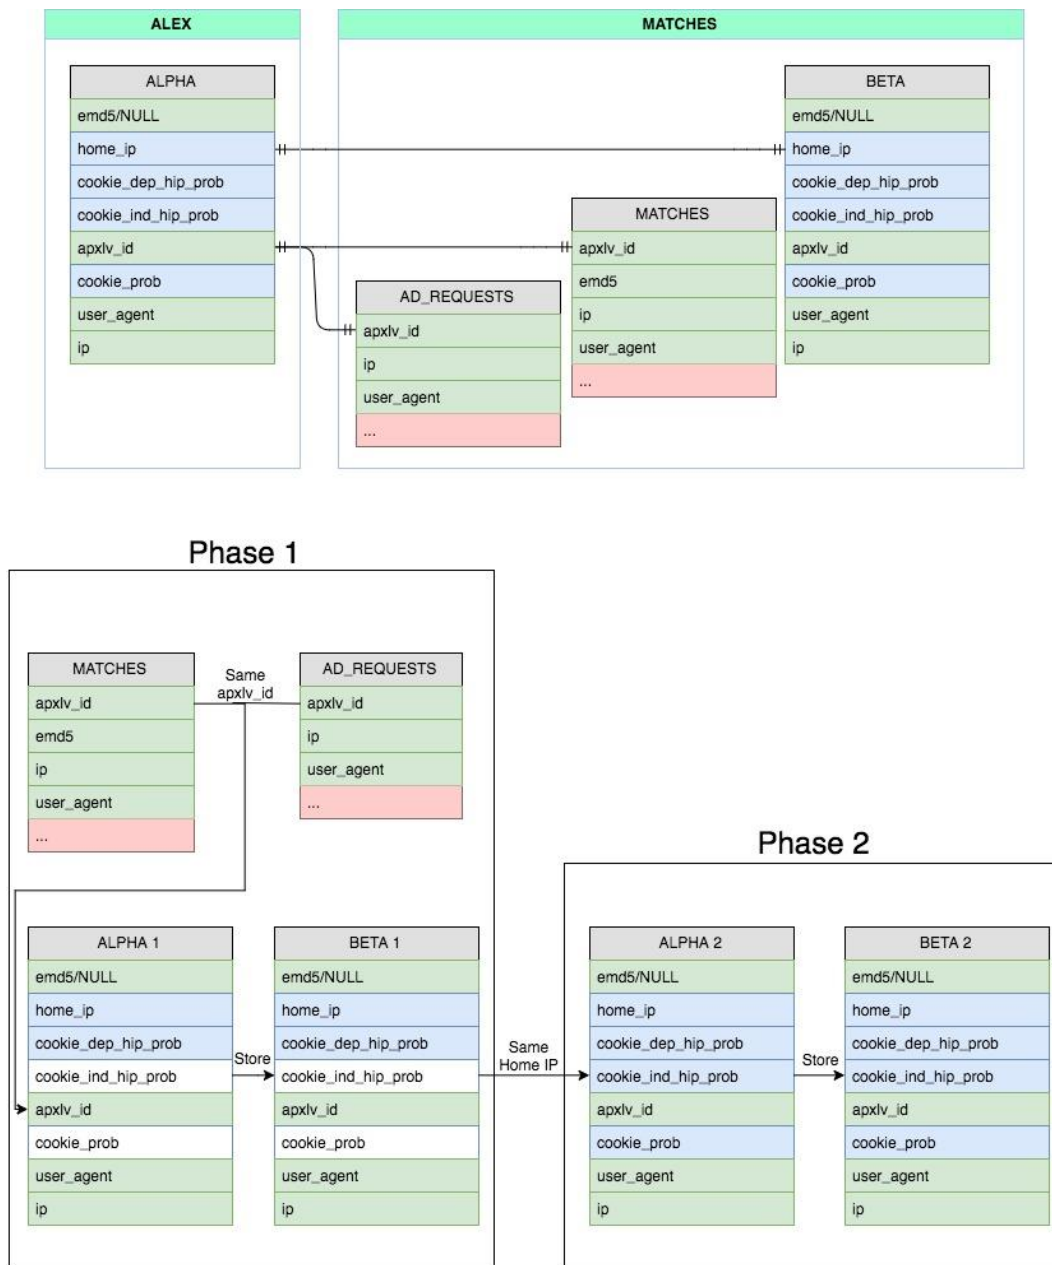 ALEX
ALPHA
emd5/NULL
home_ip
cookie_dep_hip_prob
cookie_ind_hip_prob
apxlv_id
cookie_prob
user_agent
ip
MATCHES
AD_REQUESTS
apxlv_id
ip
user_agent
...
MATCHES
apxlv_id
emd5
ip
user_agent
...
BETA
emd5/NULL
home_ip
cookie_dep_hip_prob
cookie_ind_hip_prob
apxlv_id
cookie_prob
user_agent
ip
Phase 1
MATCHES
apxlv_id
emd5
ip
user_agent
...
Same
apxlv_id
AD_REQUESTS
apxlv_id
ip
user_agent
...
ALPHA 1
emd5/NULL
home_ip
cookie_dep_hip_prob
cookie_ind_hip_prob
apxlv_id
cookie_prob
user_agent
ip
Store
BETA 1
emd5/NULL
home_ip
cookie_dep_hip_prob
cookie_ind_hip_prob
apxlv_id
cookie_prob
user_agent
ip
Same
Home IP
Phase 2
ALPHA 2
emd5/NULL
home_ip
cookie_dep_hip_prob
cookie_ind_hip_prob
apxlv_id
cookie_prob
user_agent
ip
Store
BETA 2
emd5/NULL
home_ip
cookie_dep_hip_prob
cookie_ind_hip_prob
apxlv_id
cookie_prob
user_agent
ip